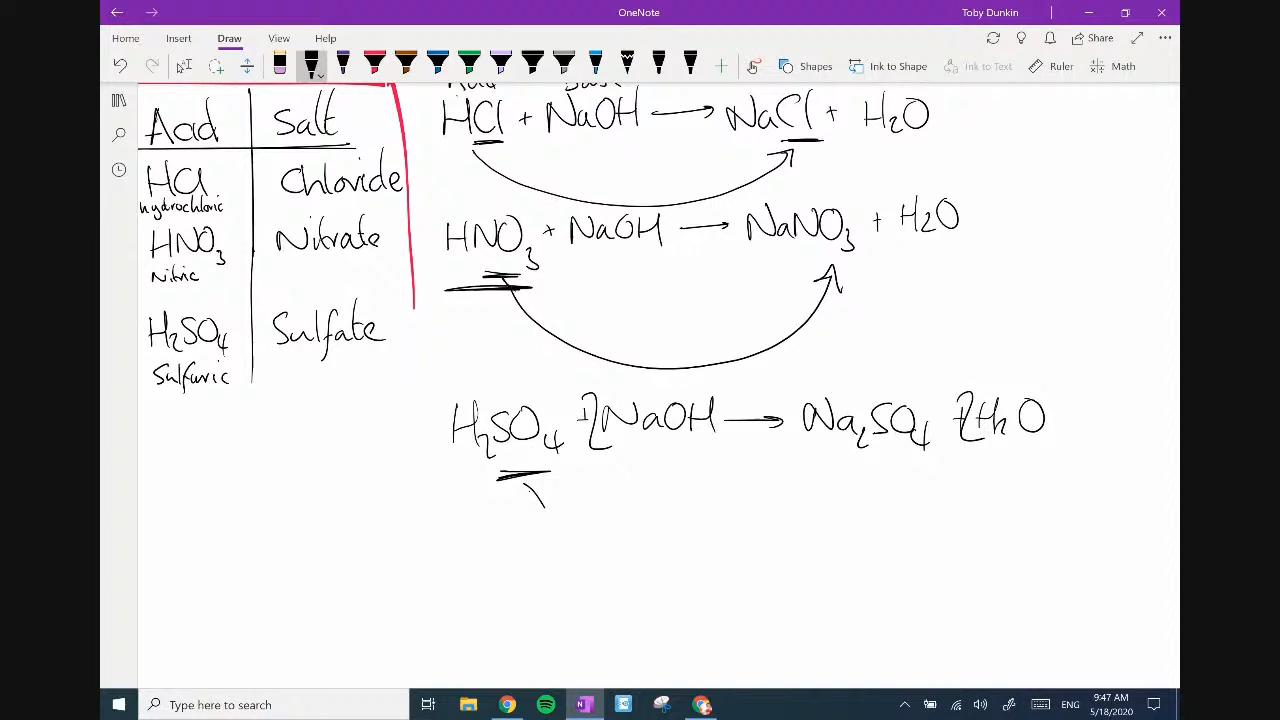 OneNote
Toby Dunkin
Home Insert Draw View Help
Share
Shapes Ink to Shape Ink to Text Ruler Math
Acid Salt
HCl Chloride
hydrochloric
HNO3 Nitrate
Nitric
H2SO4 Sulfate
Sulfuric
HCl + NaOH → NaCl + H2O
HNO3 + NaOH → NaNO3 + H2O
H2SO4 2NaOH → Na2SO4 2H2O
Type here to search
ENG
9:47 AM
5/18/2020